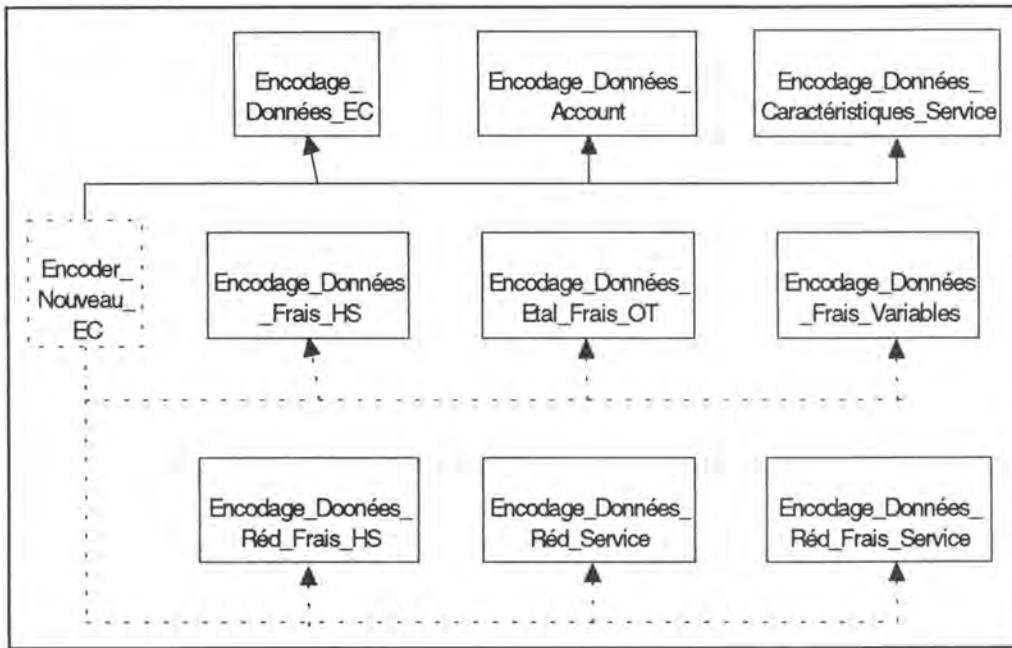 Encodage_
Données_EC
Encodage_Données_
Account
Encodage_Données_
Caractéristiques_Service
Encoder_
Nouveau_
EC
Encodage_Données
_Frais_HS
Encodage_Données_
Etal_Frais_OT
Encodage_Données
_Frais_Variables
Encodage_Doonées_
Réd_Frais_HS
Encodage_Données_
Réd_Service
Encodage_Données_
Réd_Frais_Service